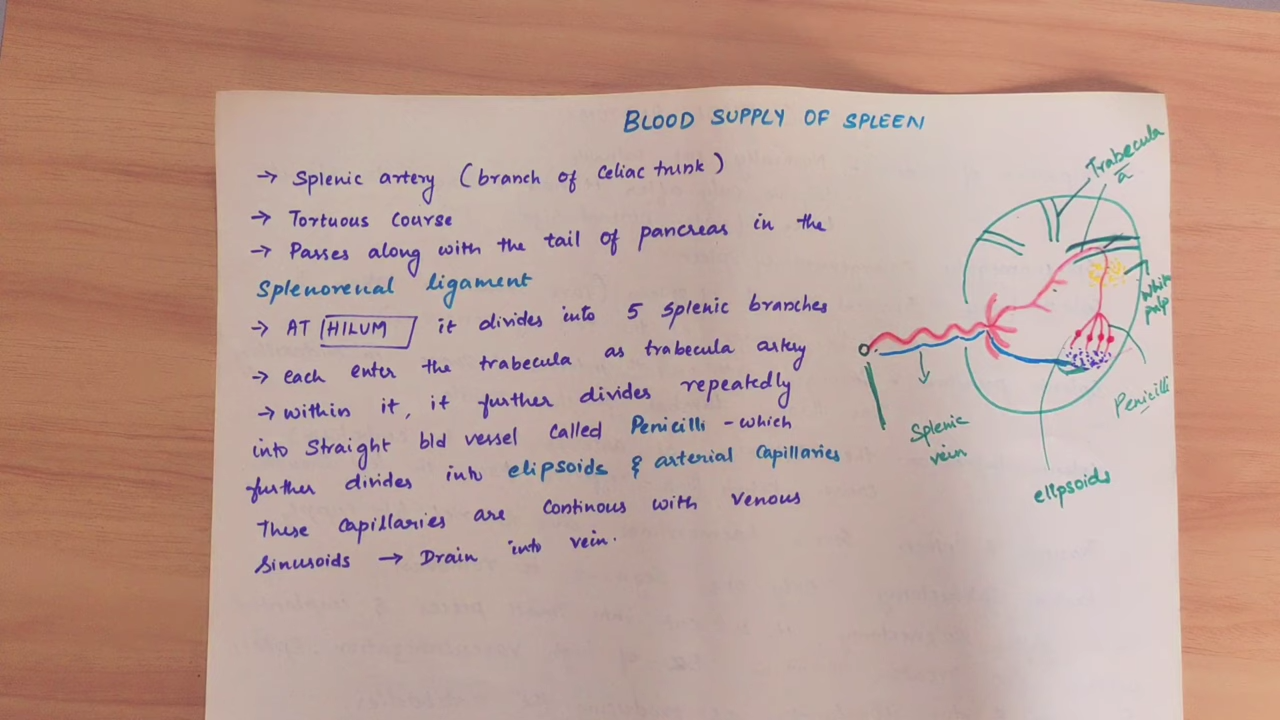 BLOOD SUPPLY OF SPLEEN
→ Splenic artery (branch of Celiac trunk)
→ Tortuous Course
→ Passes along with the tail of pancreas in the
Splenorenal ligament
→ AT HILUM it divides into 5 splenic branches
→ each enter the trabecula as trabecula artery
→ within it, it further divides repeatedly
into Straight bld vessel called Penicilli - which
further divides into elipsoids & arterial Capillaries
These Capillaries are Continous with venous
Sinusoids → Drain into vein.
Trabecula
a
White
pulp
Penicilli
Splenic
vein
ellpsoids